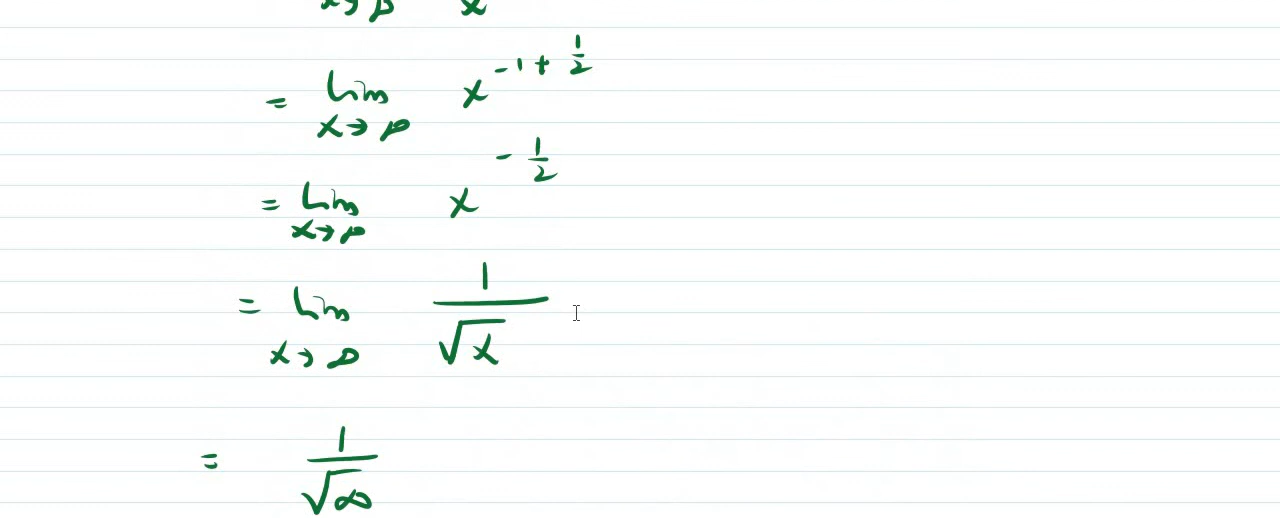 x→∞ x
= lim x→∞ x^{-1 + 1/2}
= lim x→∞ x^{-1/2}
= lim x→∞ 1/√x
= 1/√∞